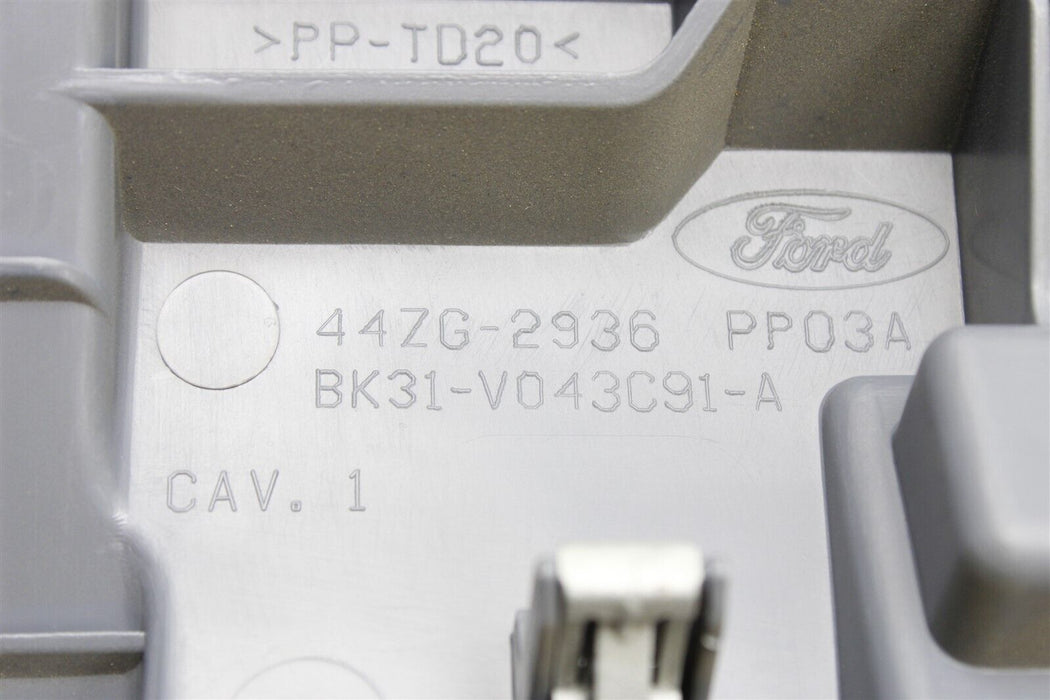 >PP-TD20<
Ford
44ZG-2936 PP03A
BK31-V043C91-A
CAV. 1